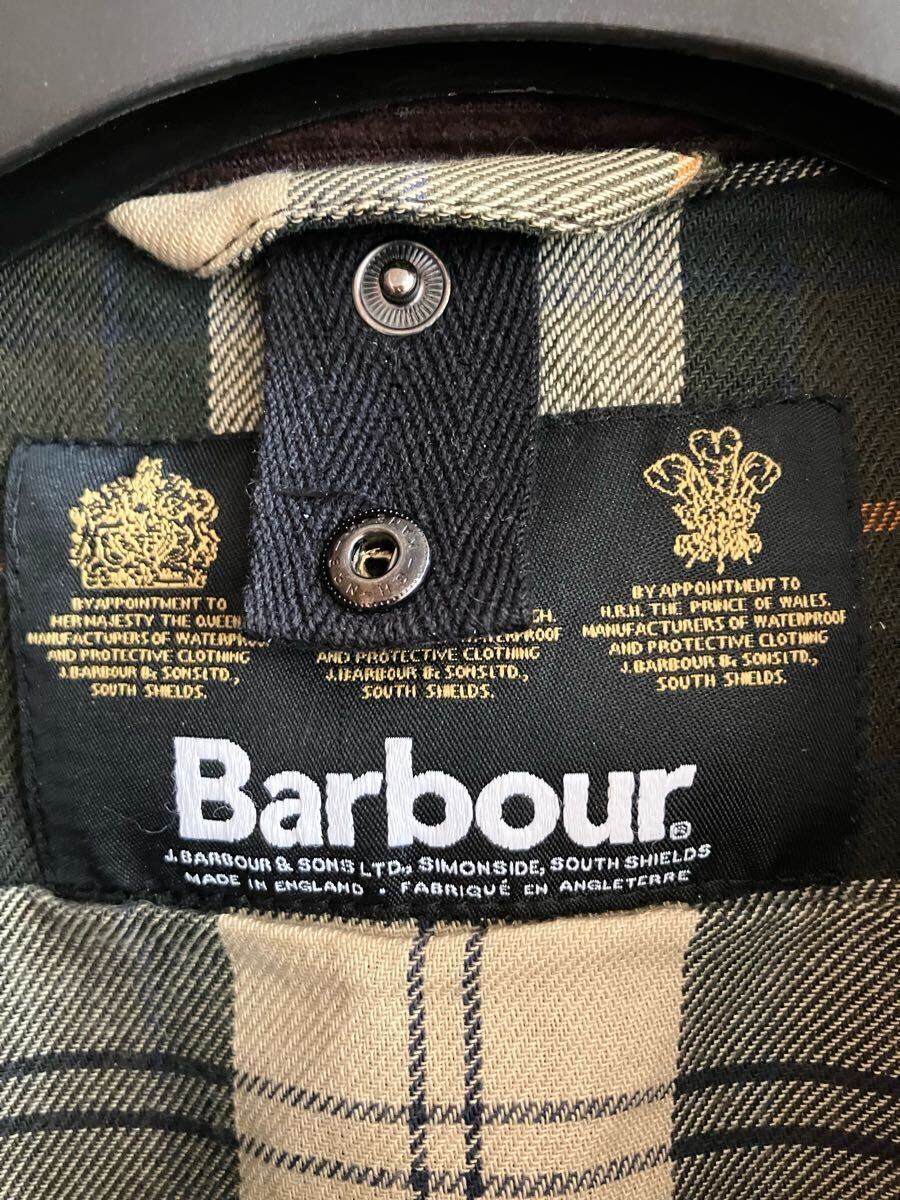 BY APPOINTMENT TO
HER MAJESTY THE QUEEN
MANUFACTURERS OF WATERP
AND PROTECTIVE CLOTHING
J.BARBOUR & SONS LTD.,
SOUTH SHIELDS.
CH.
WATERPROOF
AND PROTECTIVE CLOTHING
J.BARBOUR & SONS LTD.,
SOUTH SHIELDS.
BY APPOINTMENT TO
H.R.H. THE PRINCE OF WALES.
MANUFACTURERS OF WATERPROOF
AND PROTECTIVE CLOTHING
J.BARBOUR & SONS LTD.,
SOUTH SHIELDS.
Barbour®
J.BARBOUR & SONS LTD., SIMONSIDE, SOUTH SHIELDS
MADE IN ENGLAND • FABRIQUÉ EN ANGLETERRE